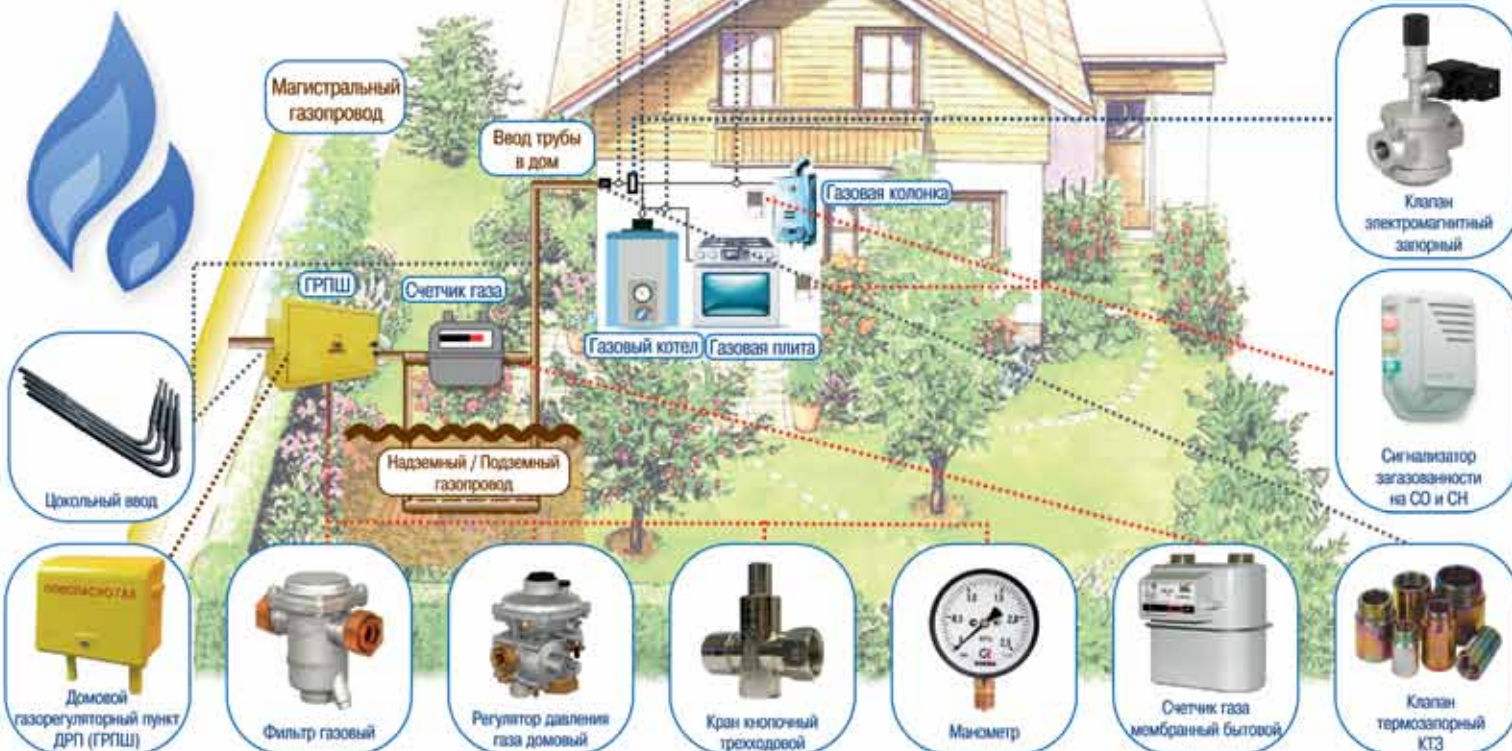 Магистральный
газопровод
Ввод трубы
в дом
Газовая колонка
Клапан
электромагнитный
запорный
ГРПШ
Счетчик газа
Газовый котел
Газовая плита
Цокольный ввод
Надземный / Подземный
газопровод
Сигнализатор
загазованности
на СО и СН
Домовой
газорегуляторный пункт
ДРП (ГРПШ)
Фильтр газовый
Регулятор давления
газа домовый
Кран кнопочный
трехходовой
Манометр
Счетчик газа
мембранный бытовой
Клапан
термозапорный
КТЗ